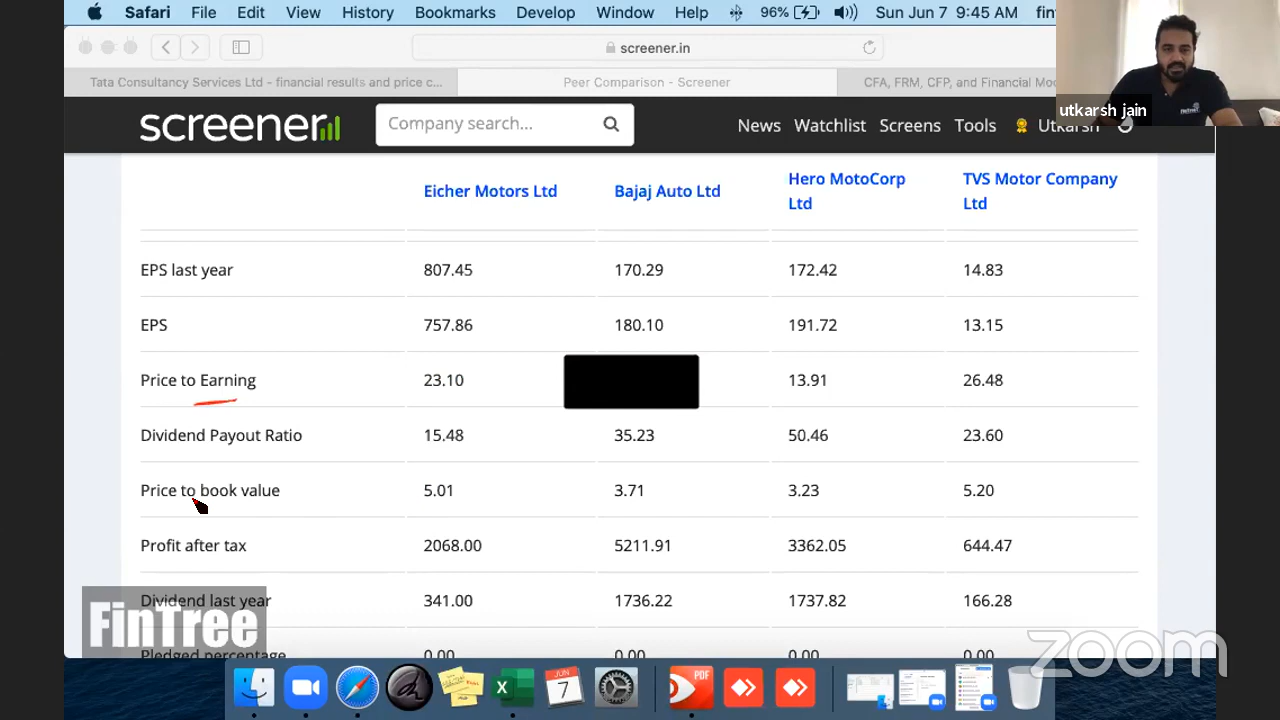 Safari File Edit View History Bookmarks Develop Window Help 96% Sun Jun 7 9:45 AM fin
screener.in
Tata Consultancy Services Ltd - financial results and price c...
Peer Comparison - Screener
CFA, FRM, CFP, and Financial Mo
utkarsh jain
screener
Company search...
News Watchlist Screens Tools Utkarsh
Eicher Motors Ltd Bajaj Auto Ltd Hero MotoCorp Ltd TVS Motor Company Ltd
EPS last year 807.45 170.29 172.42 14.83
EPS 757.86 180.10 191.72 13.15
Price to Earning 23.10 13.91 26.48
Dividend Payout Ratio 15.48 35.23 50.46 23.60
Price to book value 5.01 3.71 3.23 5.20
Profit after tax 2068.00 5211.91 3362.05 644.47
Dividend last year 341.00 1736.22 1737.82 166.28
Pledged percentage 0.00 0.00 0.00 0.00
FinTree
zoom
JUN
7
PDF